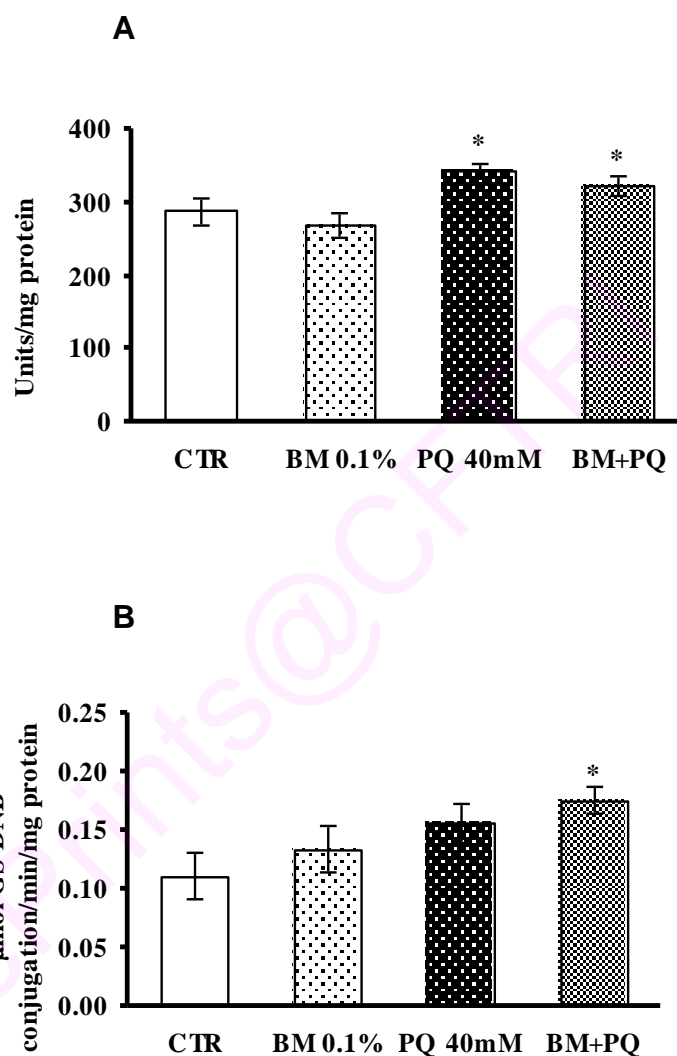 A
400
*
*
300
200
100
0
Units/mg protein
CTR BM 0.1% PQ 40mM BM+PQ
B
0.25
*
0.20
0.15
0.10
0.05
0.00
conjugation/min/mg protein
CTR BM 0.1% PQ 40mM BM+PQ
Prints@CFTRI